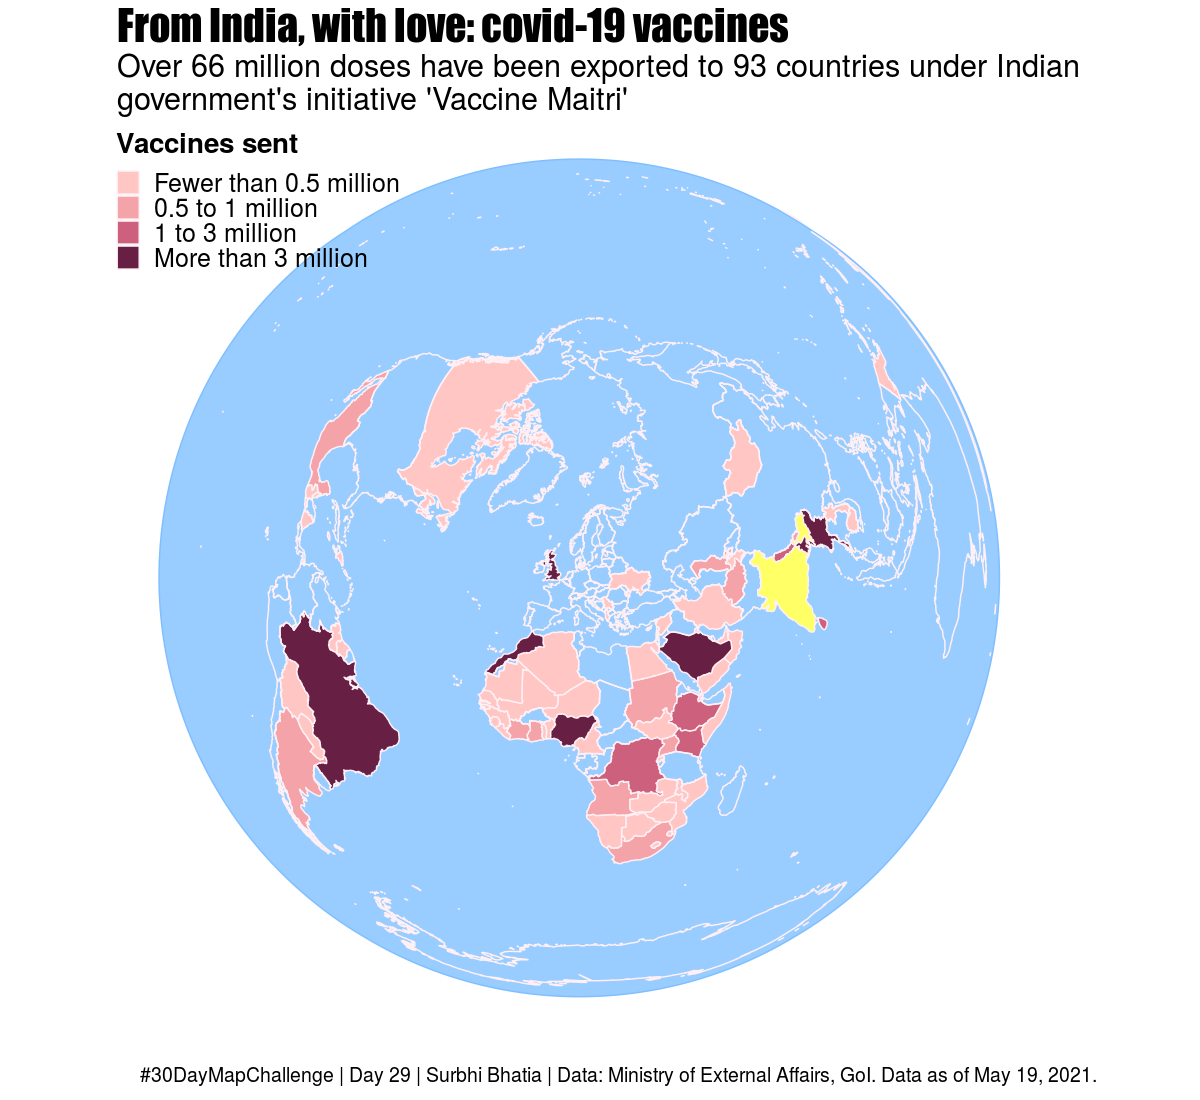 From India, with love: covid-19 vaccines
Over 66 million doses have been exported to 93 countries under Indian
government's initiative 'Vaccine Maitri'
Vaccines sent
Fewer than 0.5 million
0.5 to 1 million
1 to 3 million
More than 3 million
#30DayMapChallenge | Day 29 | Surbhi Bhatia | Data: Ministry of External Affairs, GoI. Data as of May 19, 2021.